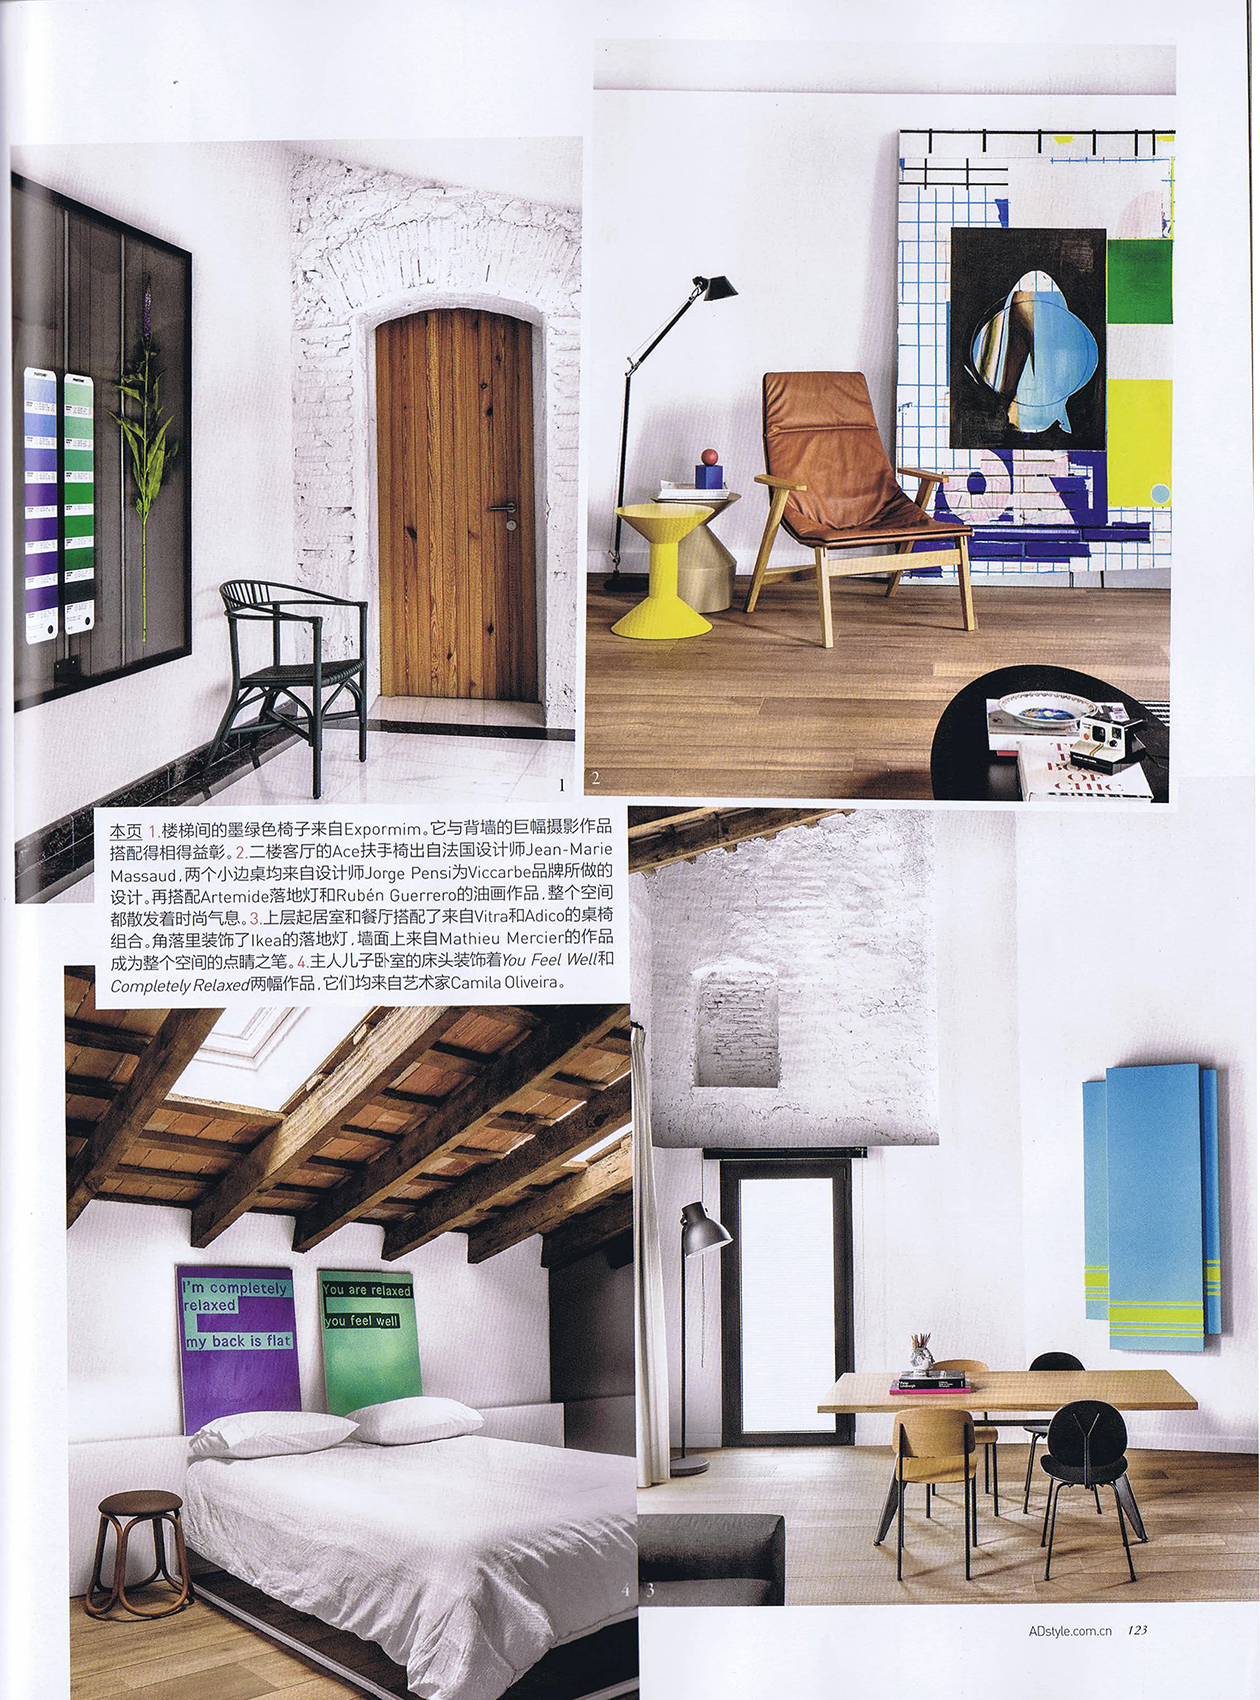 PANTONE
PANTONE
1
2
THE
BOOK
OF
CHIC
本页 1.楼梯间的墨绿色椅子来自Expormim。它与背墙的巨幅摄影作品
搭配得相得益彰。2.二楼客厅的Ace扶手椅出自法国设计师Jean-Marie
Massaud,两个小边桌均来自设计师Jorge Pensi为Viccarbe品牌所做的
设计。再搭配Artemide落地灯和Rubén Guerrero的油画作品,整个空间
都散发着时尚气息。3.上层起居室和餐厅搭配了来自Vitra和Adico的桌椅
组合。角落里装饰了Ikea的落地灯,墙面上来自Mathieu Mercier的作品
成为整个空间的点睛之笔。4.主人儿子卧室的床头装饰着You Feel Well和
Completely Relaxed两幅作品,它们均来自艺术家Camila Oliveira。
I'm completely
relaxed
my back is flat
You are relaxed
you feel well
4
3
ADstyle.com.cn 123